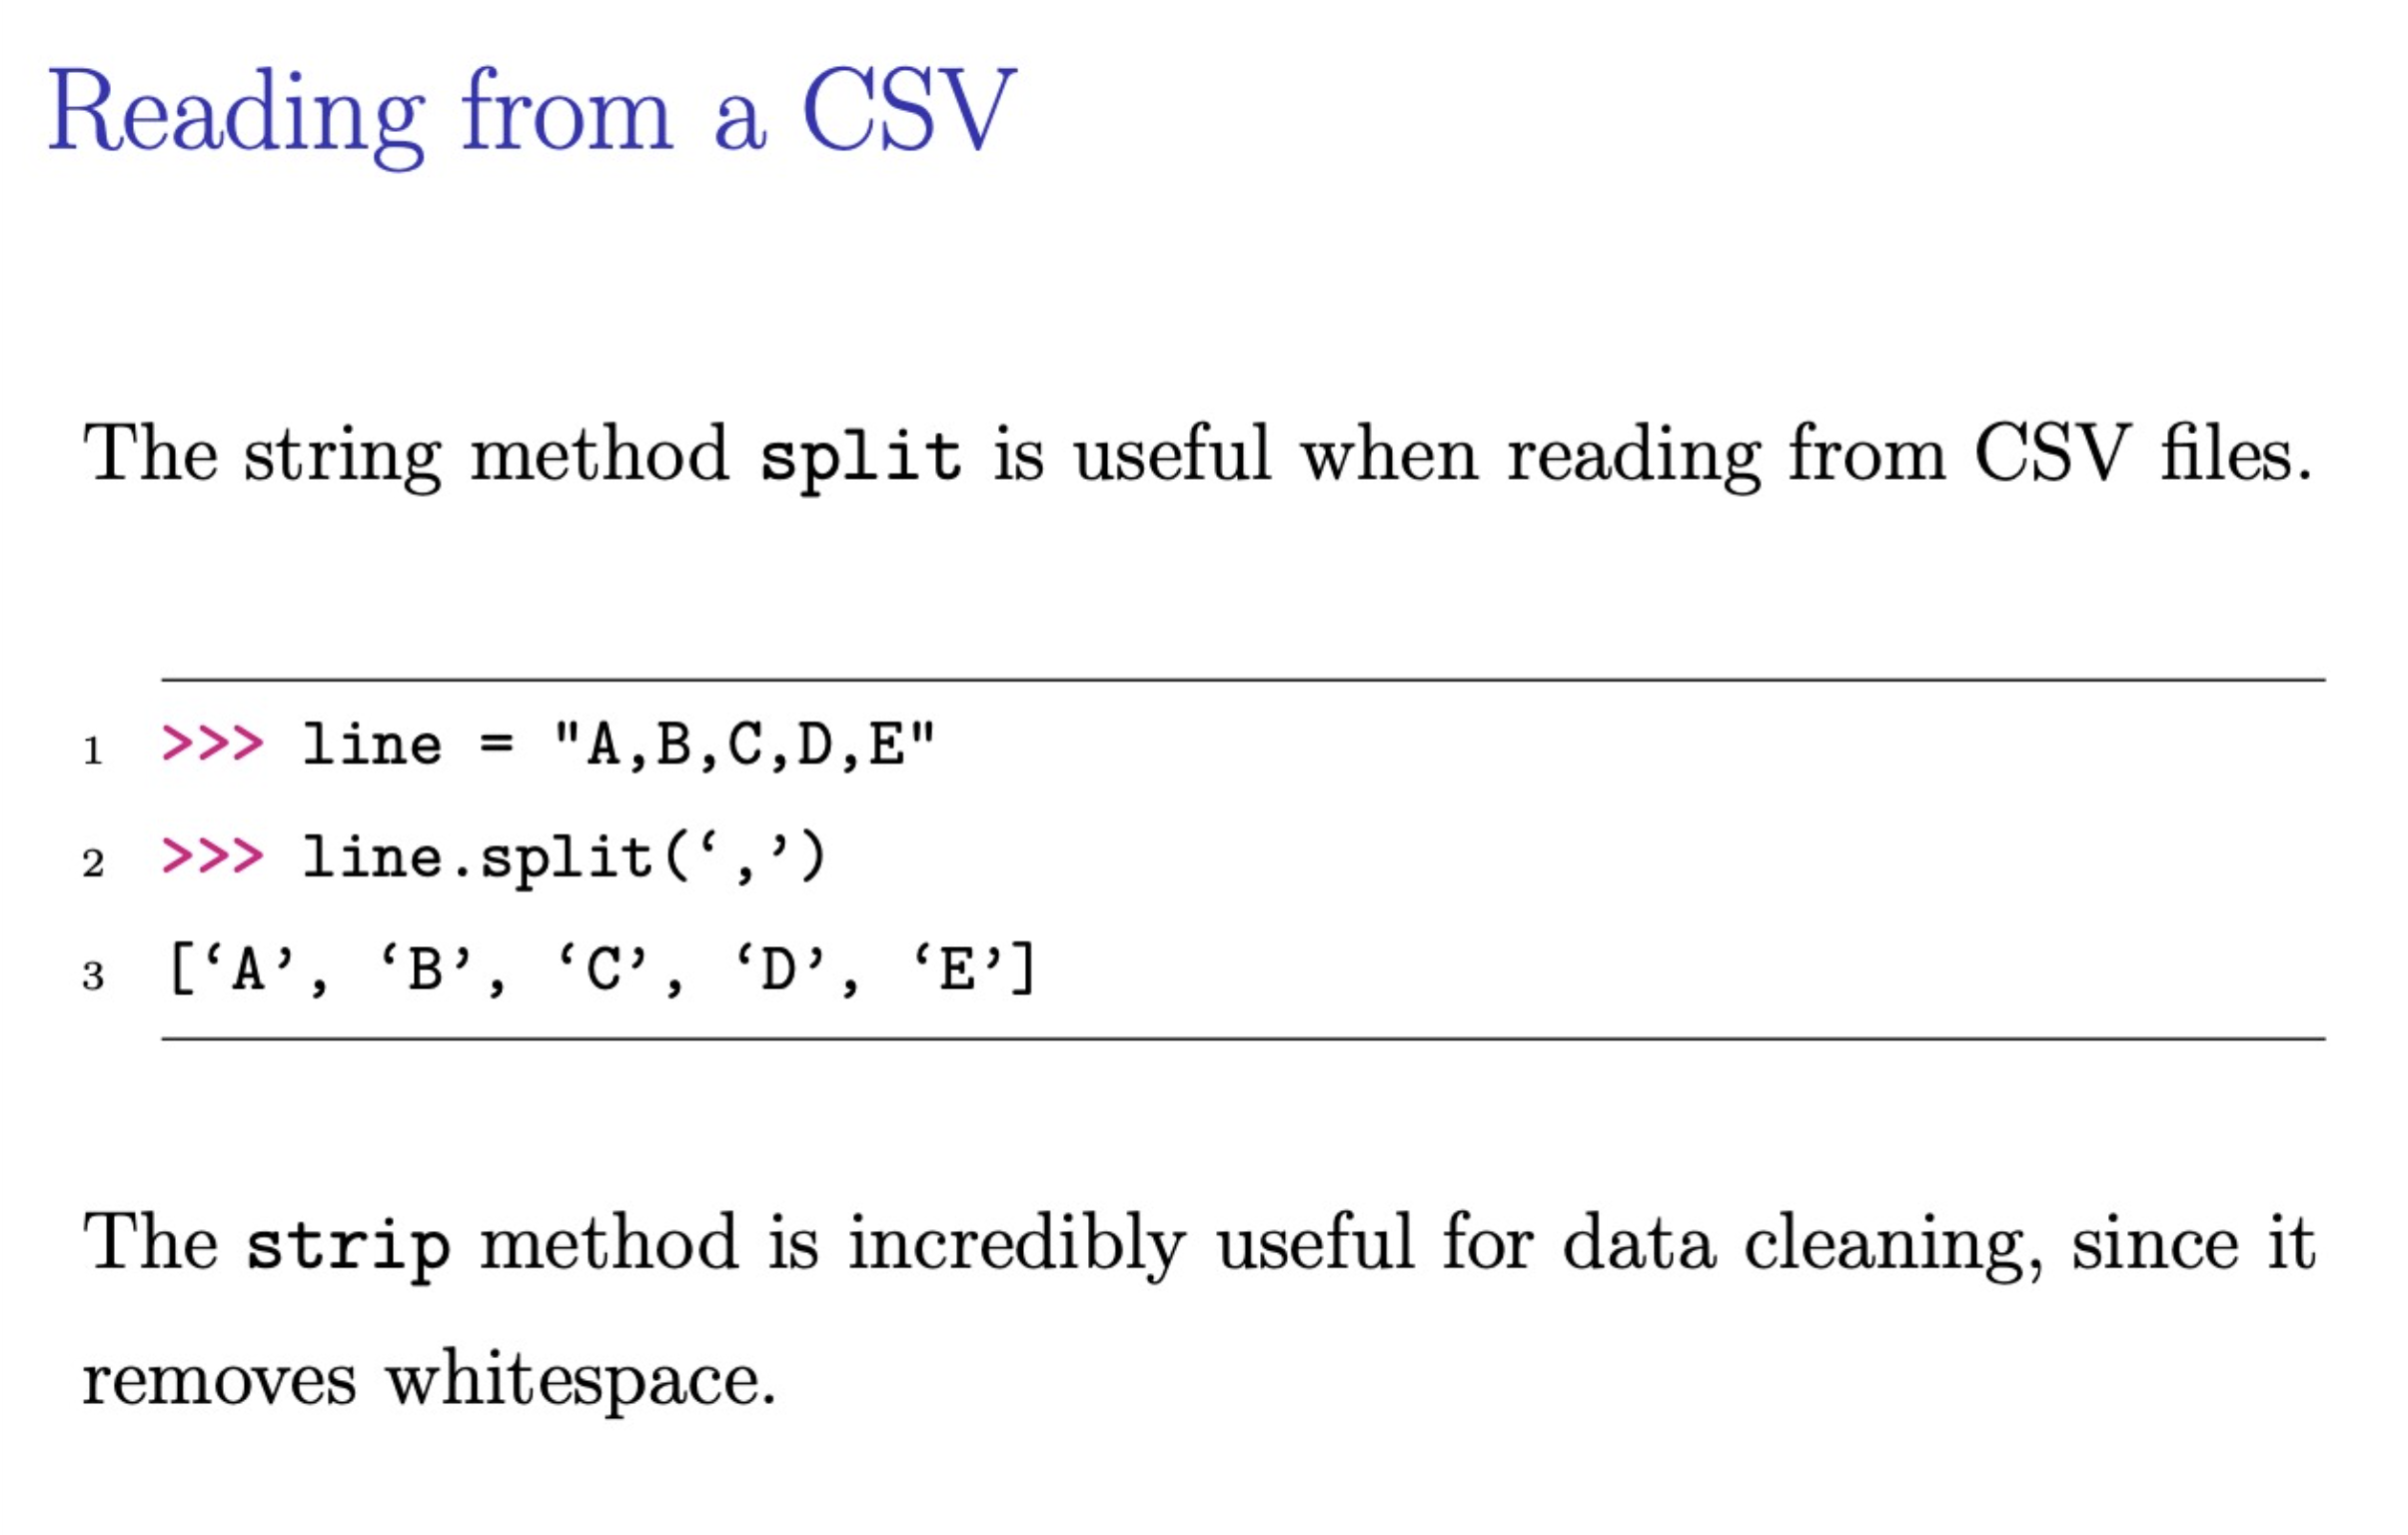 Reading from a CSV
The string method split is useful when reading from CSV files.
1 >>> line = "A,B,C,D,E"
2 >>> line.split(‘,’)
3 [‘A’, ‘B’, ‘C’, ‘D’, ‘E’]
The strip method is incredibly useful for data cleaning, since it
removes whitespace.